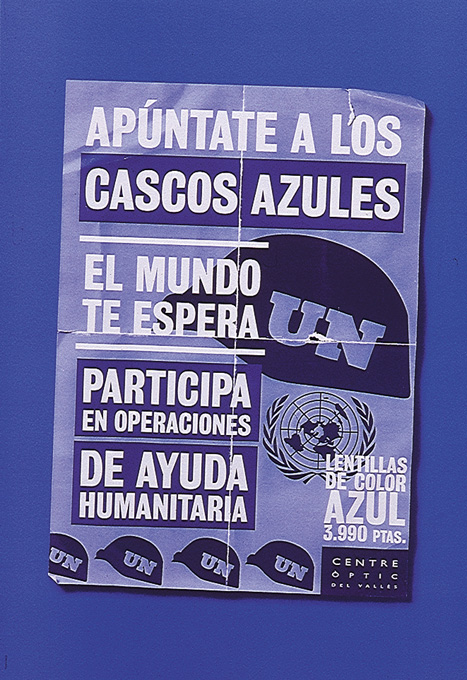 APÚNTATE A LOS
CASCOS AZULES
EL MUNDO
TE ESPERA
UN
PARTICIPA
EN OPERACIONES
DE AYUDA
HUMANITARIA
LENTILLAS
DE COLOR
AZUL
3.990 PTAS.
UN UN UN UN
CENTRE
ÒPTIC
DEL VALLÈS